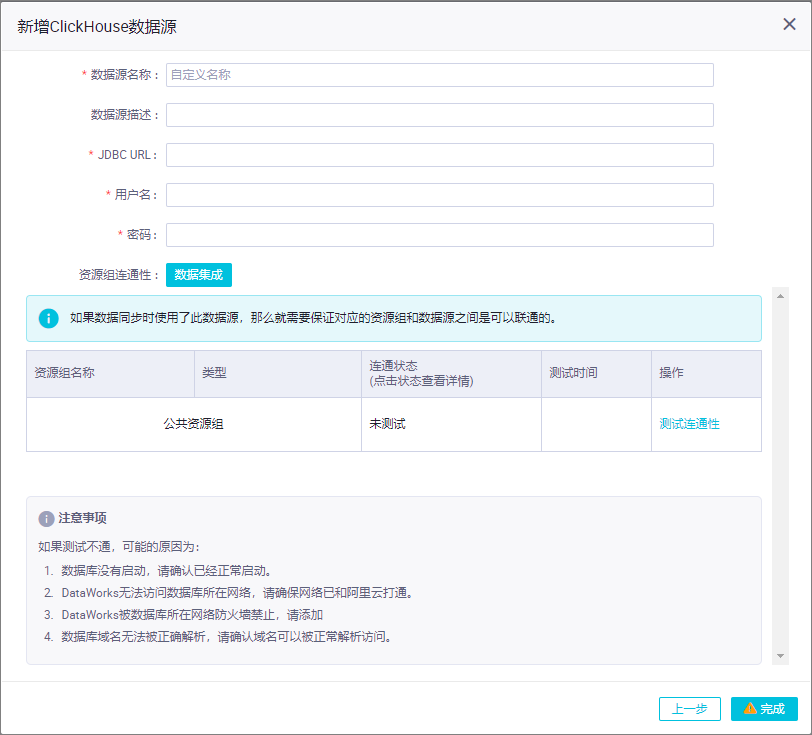 新增ClickHouse数据源
* 数据源名称： 自定义名称
数据源描述：
* JDBC URL：
* 用户名：
* 密码：
资源组连通性： 数据集成
如果数据同步时使用了此数据源，那么就需要保证对应的资源组和数据源之间是可以联通的。
资源组名称 类型 连通状态 测试时间 操作
(点击状态查看详情)
公共资源组 未测试 测试连通性
注意事项
如果测试不通，可能的原因为：
1. 数据库没有启动，请确认已经正常启动。
2. DataWorks无法访问数据库所在网络，请确保网络已和阿里云打通。
3. DataWorks被数据库所在网络防火墙禁止，请添加
4. 数据库域名无法被正确解析，请确认域名可以被正常解析访问。
上一步 完成